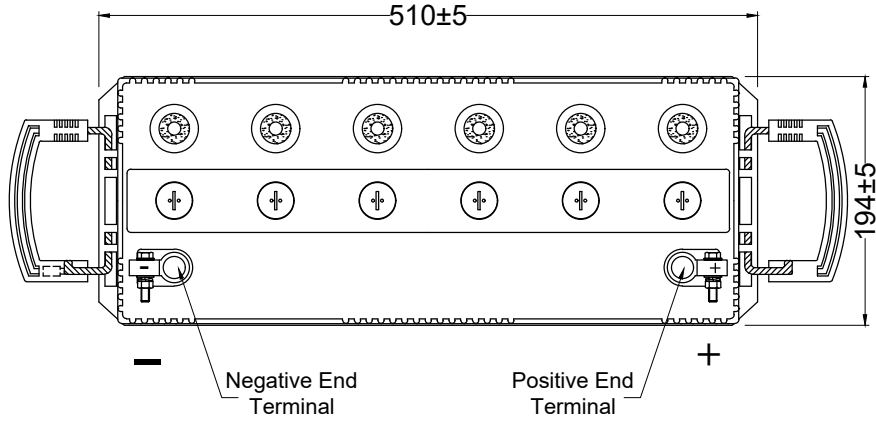 510±5
194±5
-
+
−
+
Negative End
Terminal
Positive End
Terminal